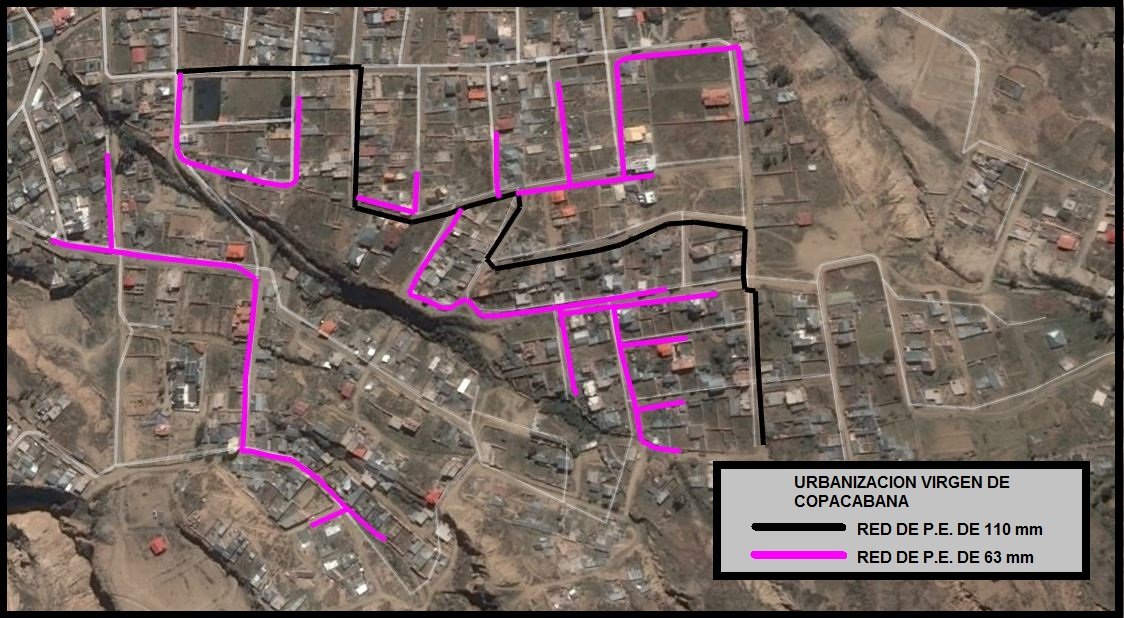 URBANIZACION VIRGEN DE
COPACABANA
RED DE P.E. DE 110 mm
RED DE P.E. DE 63 mm